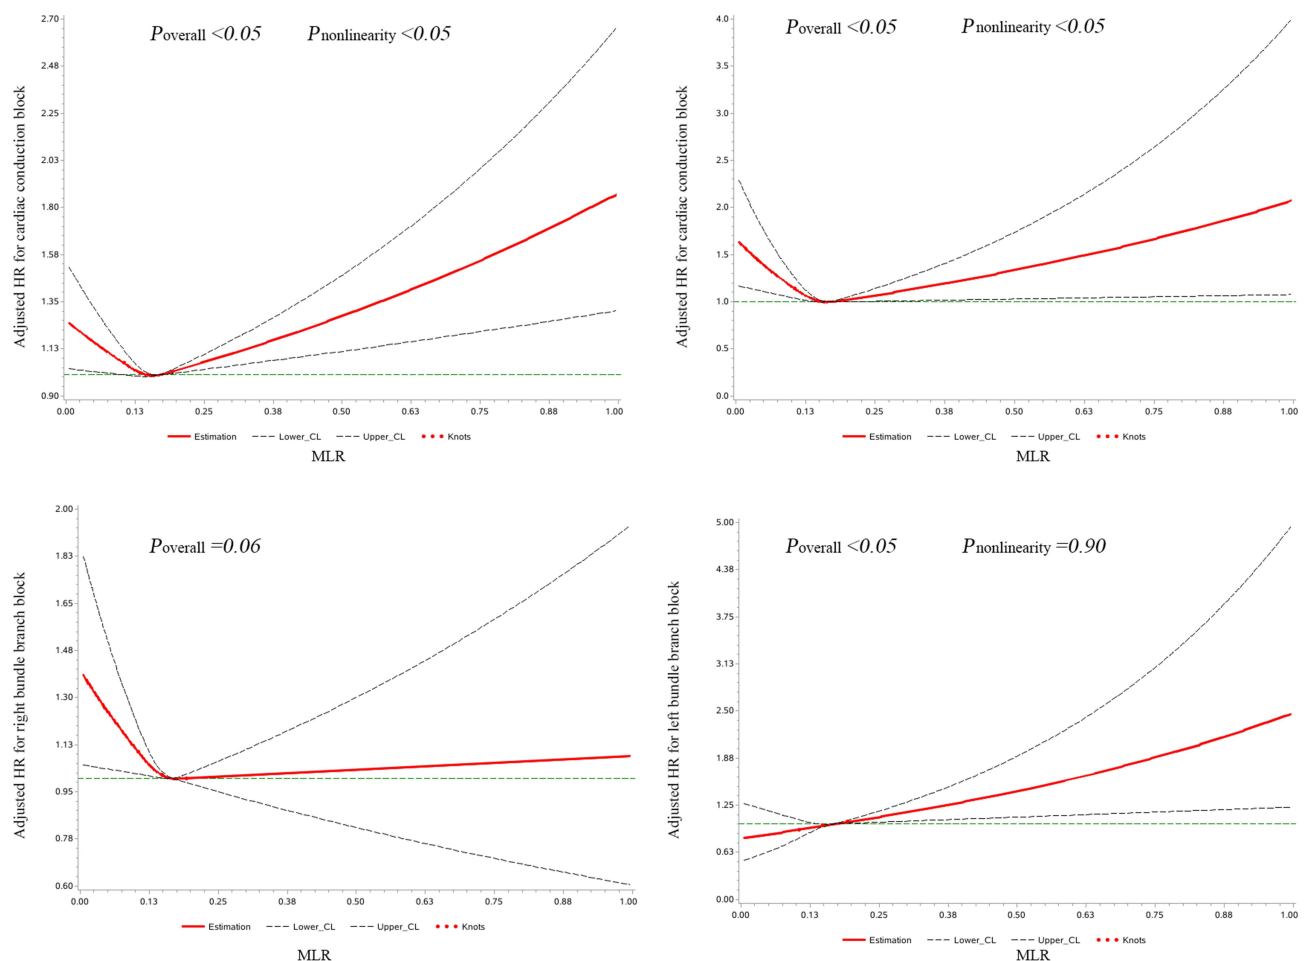 Poverall <0.05 Pnonlinearity <0.05
Adjusted HR for cardiac conduction block
2.70
2.48
2.25
2.03
1.80
1.58
1.35
1.13
0.90
0.00 0.13 0.25 0.38 0.50 0.63 0.75 0.88 1.00
Estimation Lower_CL Upper_CL Knots
MLR
Poverall <0.05 Pnonlinearity <0.05
Adjusted HR for cardiac conduction block
4.0
3.5
3.0
2.5
2.0
1.5
1.0
0.5
0.0
0.00 0.13 0.25 0.38 0.50 0.63 0.75 0.88 1.00
Estimation Lower_CL Upper_CL Knots
MLR
Poverall =0.06
Adjusted HR for right bundle branch block
2.00
1.83
1.65
1.48
1.30
1.13
0.95
0.78
0.60
0.00 0.13 0.25 0.38 0.50 0.63 0.75 0.88 1.00
Estimation Lower_CL Upper_CL Knots
MLR
Poverall <0.05 Pnonlinearity =0.90
Adjusted HR for left bundle branch block
5.00
4.38
3.75
3.13
2.50
1.88
1.25
0.63
0.00
0.00 0.13 0.25 0.38 0.50 0.63 0.75 0.88 1.00
Estimation Lower_CL Upper_CL Knots
MLR